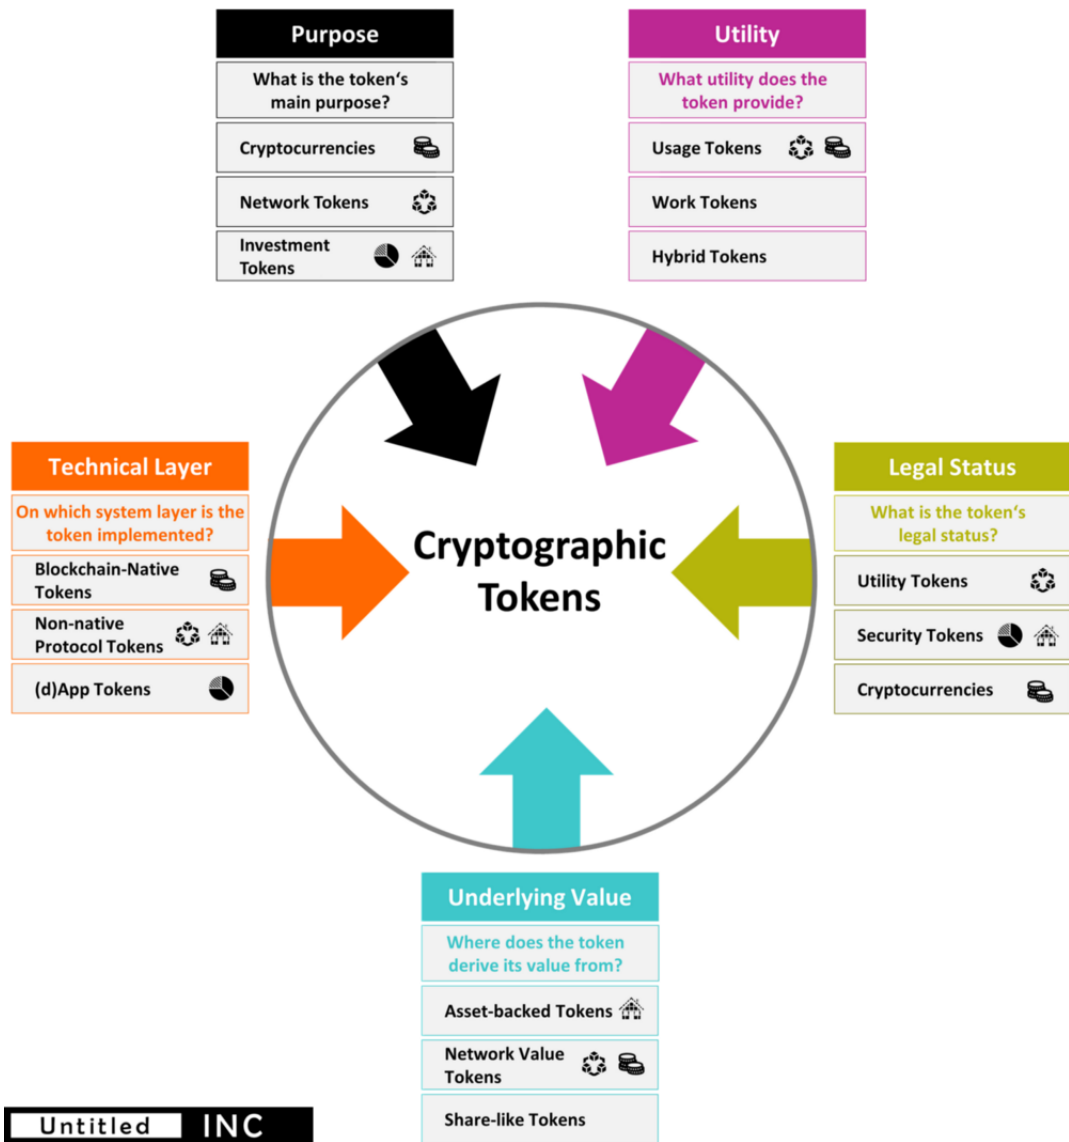 Purpose
What is the token‘s
main purpose?
Cryptocurrencies
Network Tokens
Investment
Tokens
Utility
What utility does the
token provide?
Usage Tokens
Work Tokens
Hybrid Tokens
Technical Layer
On which system layer is the
token implemented?
Blockchain-Native
Tokens
Non-native
Protocol Tokens
(d)App Tokens
Cryptographic
Tokens
Legal Status
What is the token‘s
legal status?
Utility Tokens
Security Tokens
Cryptocurrencies
Underlying Value
Where does the token
derive its value from?
Asset-backed Tokens
Network Value
Tokens
Share-like Tokens
Untitled INC